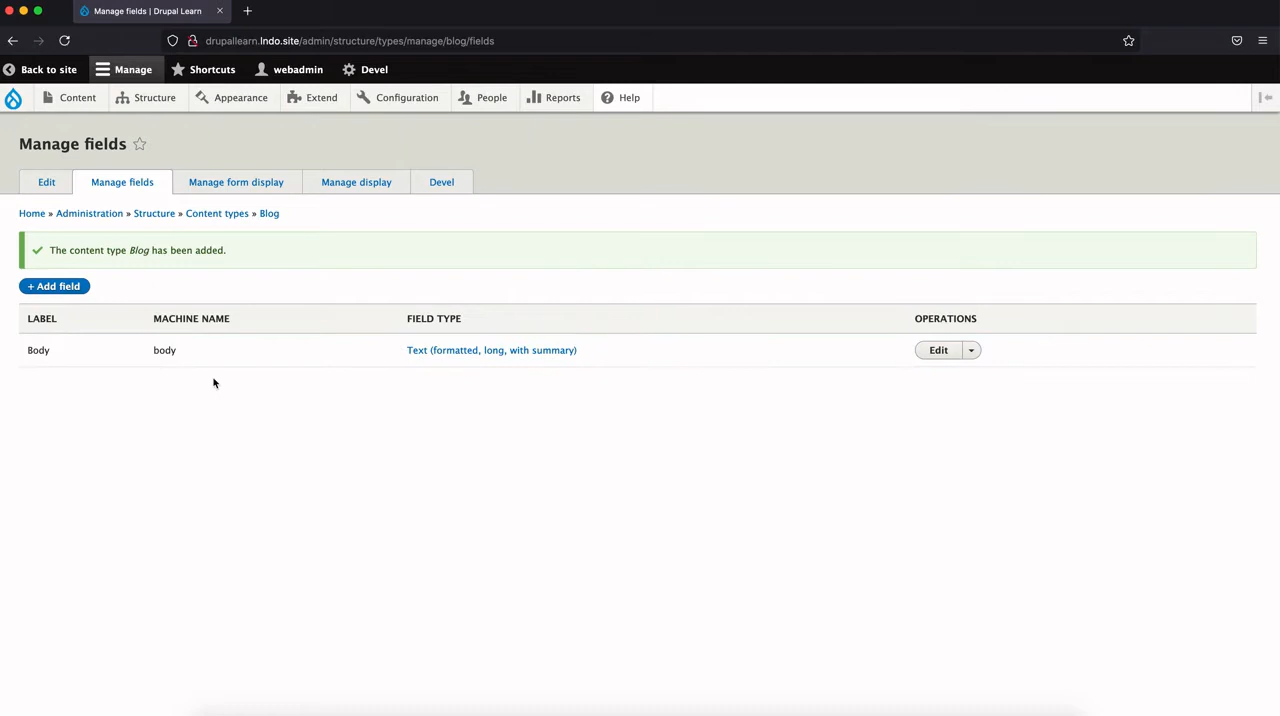 Manage fields | Drupal Learn
drupallearn.lndo.site/admin/structure/types/manage/blog/fields
Back to site Manage Shortcuts webadmin Devel
Content Structure Appearance Extend Configuration People Reports Help
Manage fields
Edit Manage fields Manage form display Manage display Devel
Home » Administration » Structure » Content types » Blog
The content type Blog has been added.
+ Add field
LABEL MACHINE NAME FIELD TYPE OPERATIONS
Body body Text (formatted, long, with summary) Edit